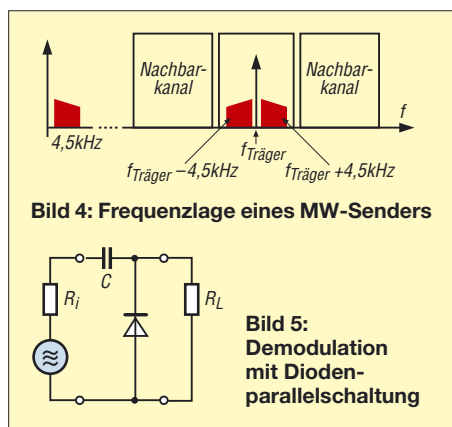 Nachbar-
kanal
Nachbar-
kanal
f
4,5kHz
fTräger −4,5kHz
fTräger
fTräger +4,5kHz
Bild 4: Frequenzlage eines MW-Senders
C
Ri
RL
≋
Bild 5:
Demodulation
mit Dioden-
parallelschaltung